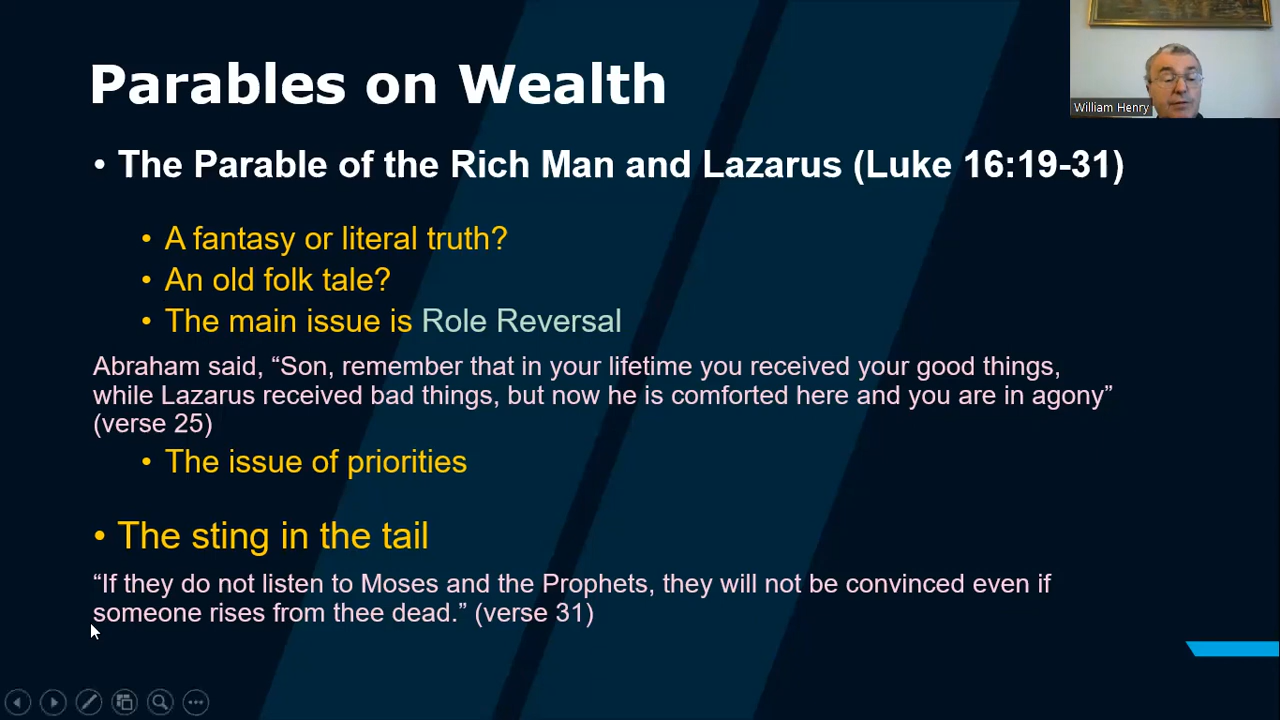 Parables on Wealth
William Henry
• The Parable of the Rich Man and Lazarus (Luke 16:19-31)
• A fantasy or literal truth?
• An old folk tale?
• The main issue is Role Reversal
Abraham said, “Son, remember that in your lifetime you received your good things,
while Lazarus received bad things, but now he is comforted here and you are in agony”
(verse 25)
• The issue of priorities
• The sting in the tail
“If they do not listen to Moses and the Prophets, they will not be convinced even if
someone rises from thee dead.” (verse 31)